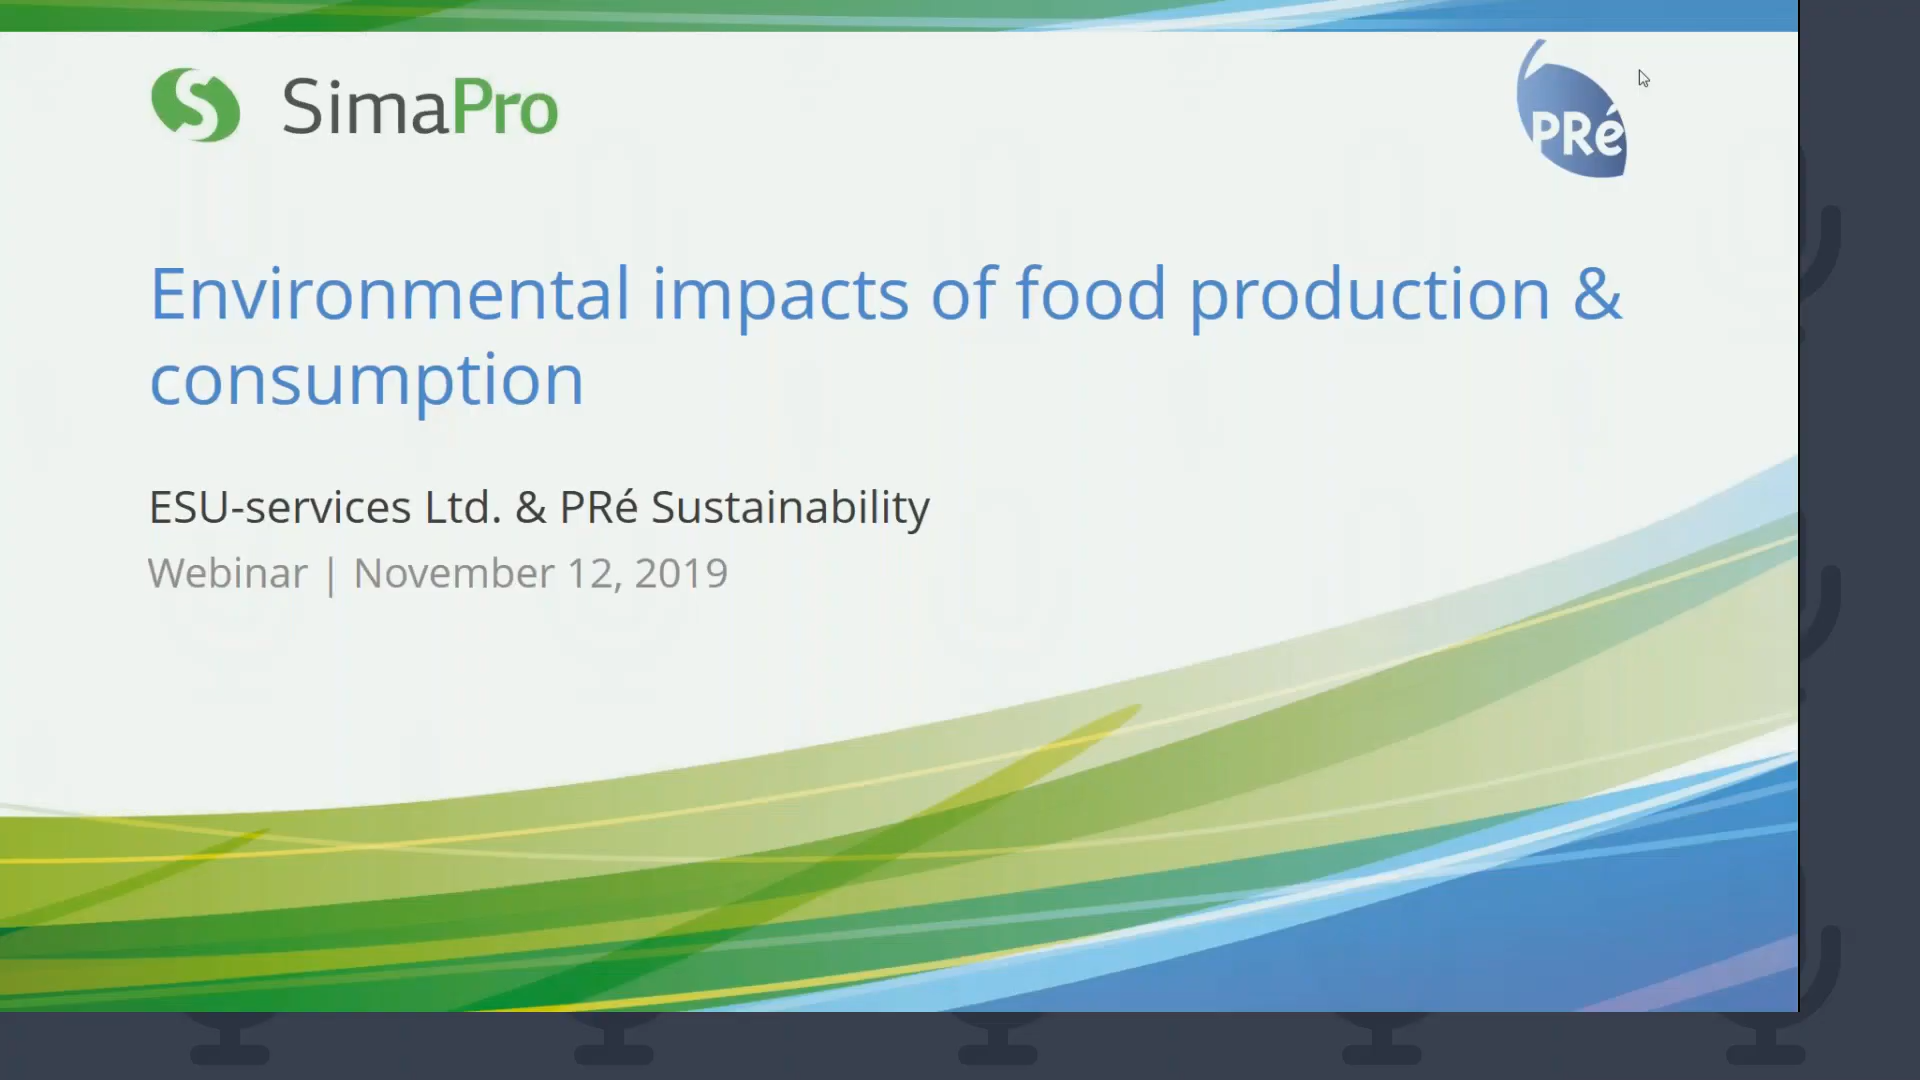 SimaPro
PRé
Environmental impacts of food production &
consumption
ESU-services Ltd. & PRé Sustainability
Webinar | November 12, 2019